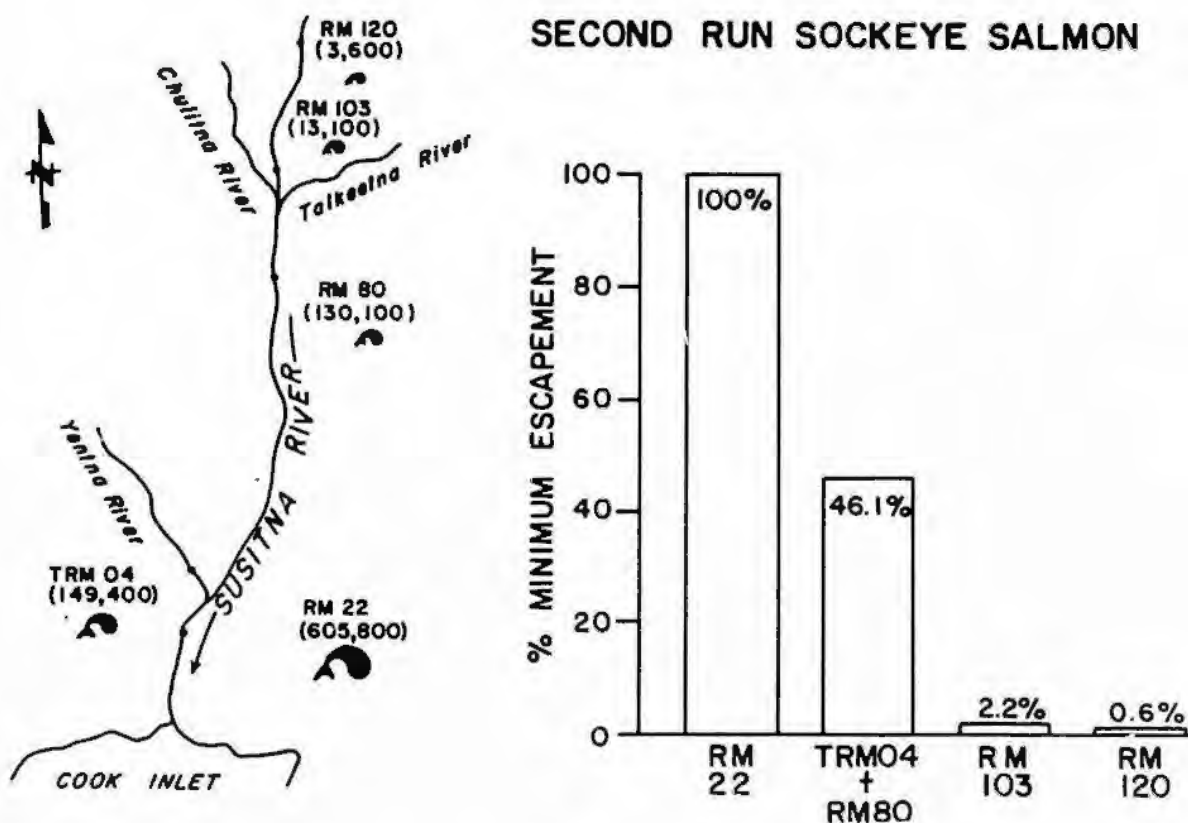 SECOND RUN SOCKEYE SALMON
RM 120
(3,600)
RM 103
(13,100)
Chulitna River
Talkeetna River
RM 80
(130,100)
SUSITNA RIVER
Yentna River
TRM 04
(149,400)
RM 22
(605,800)
COOK INLET
% MINIMUM ESCAPEMENT
100
80
60
40
20
0
100%
46.1%
2.2%
0.6%
RM
22
TRM04
+
RM80
RM
103
RM
120